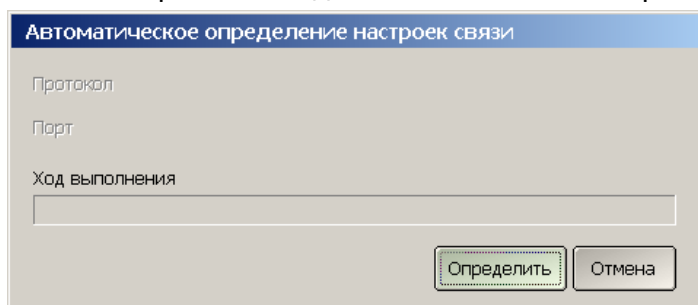 Автоматическое определение настроек связи
Протокол
Порт
Ход выполнения
Определить Отмена